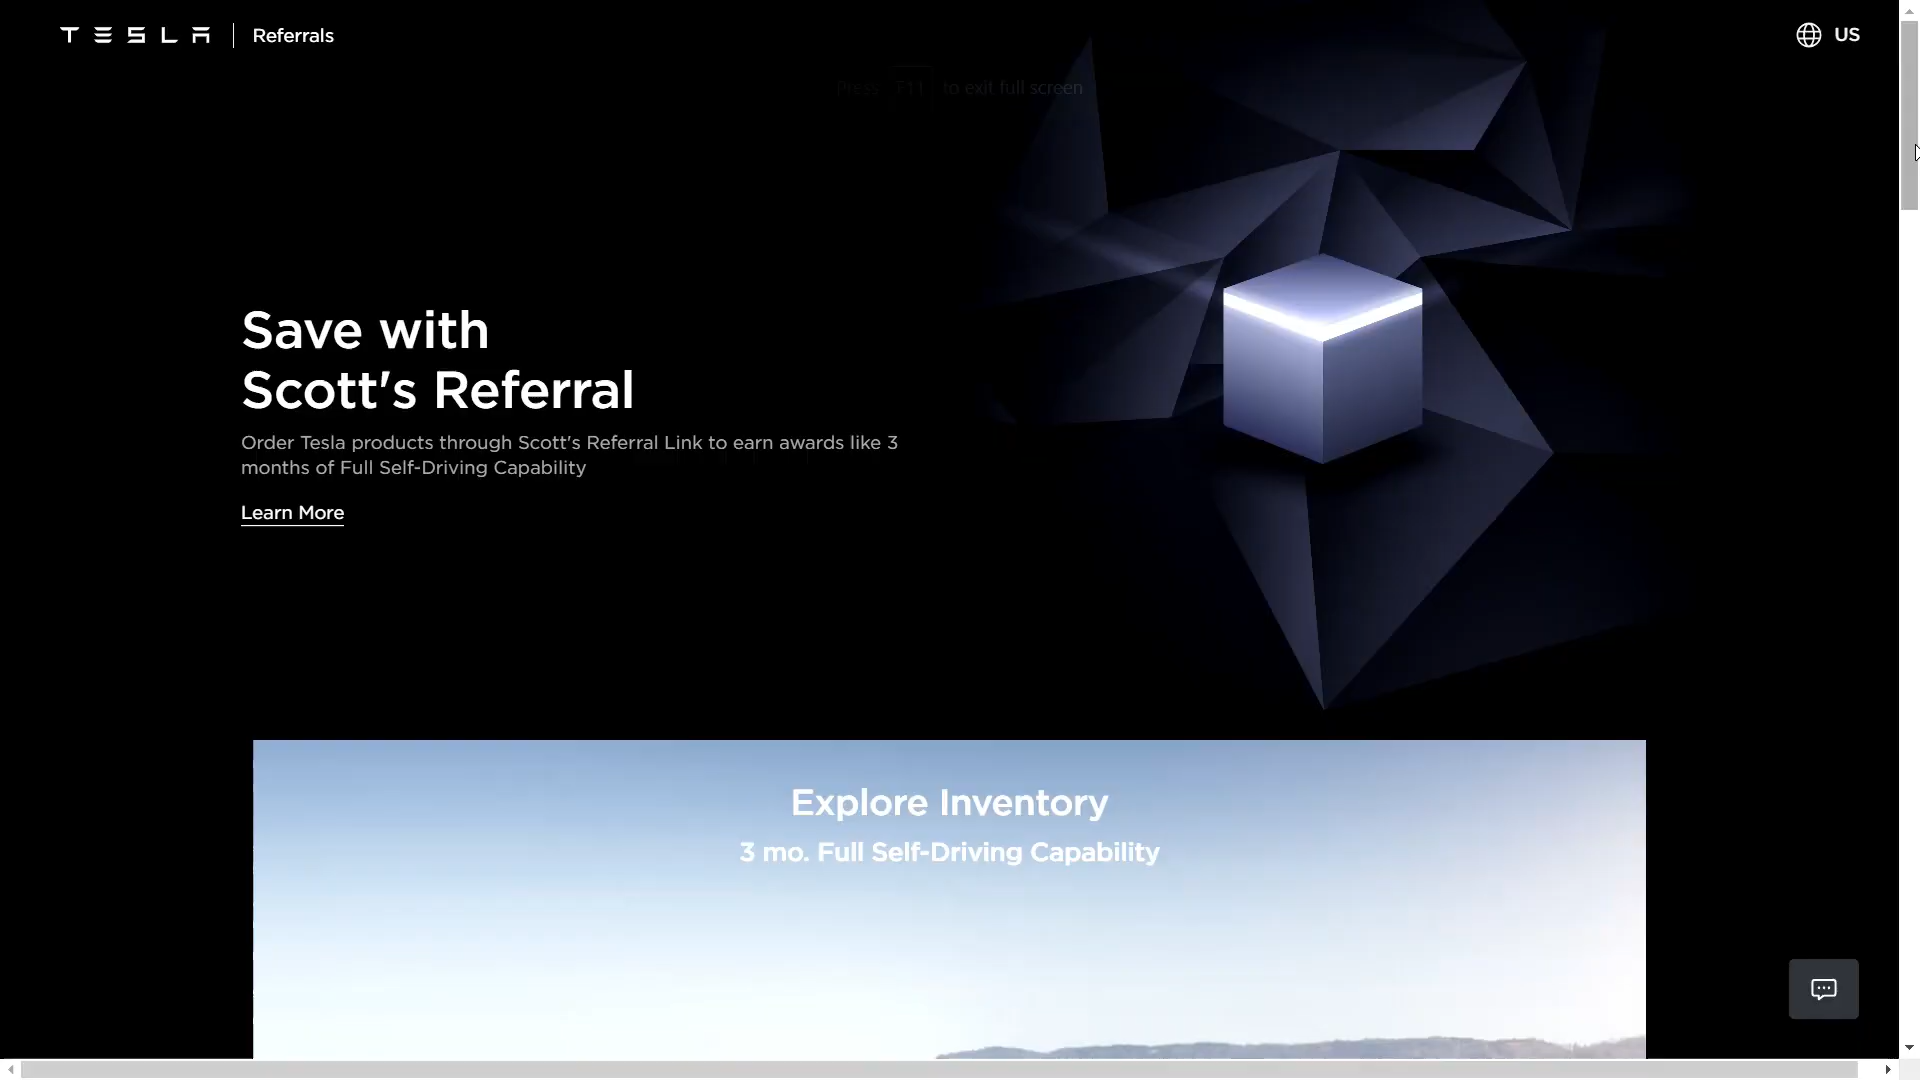 TESLA Referrals
US
Press F11 to exit full screen
Save with
Scott's Referral
Order Tesla products through Scott's Referral Link to earn awards like 3
months of Full Self-Driving Capability
Learn More
Explore Inventory
3 mo. Full Self-Driving Capability